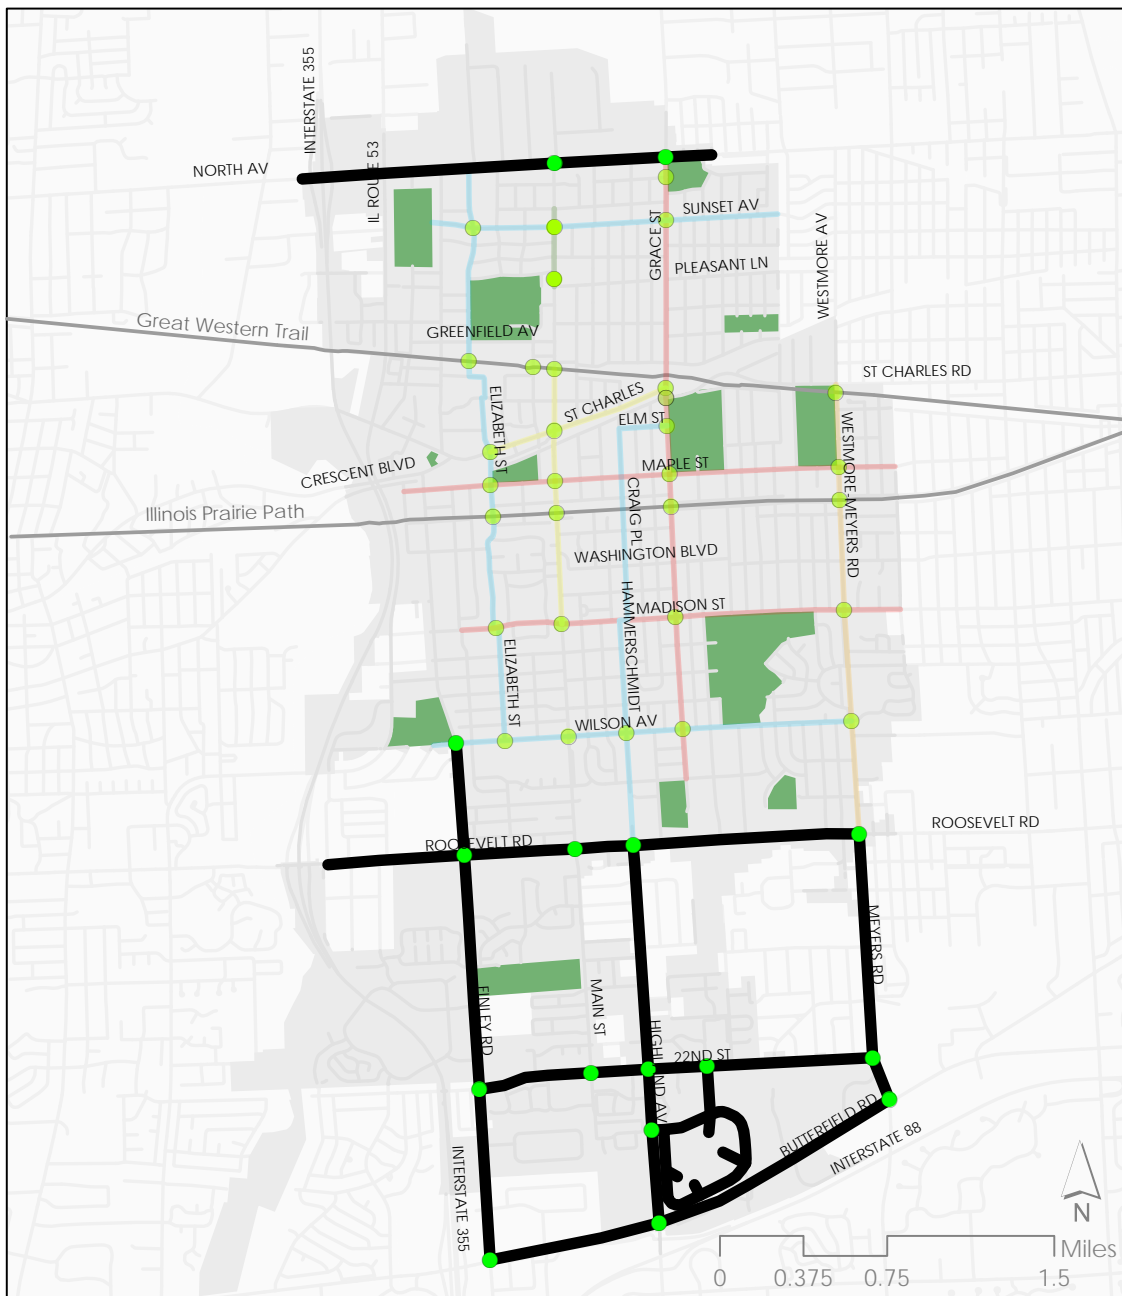 INTERSTATE 355
NORTH AV
IL ROUTE 53
SUNSET AV
GRACE ST
WESTMORE AV
PLEASANT LN
Great Western Trail
GREENFIELD AV
ST CHARLES RD
ST CHARLES
ELIZABETH ST
ELM ST
WESTMORE-MEYERS RD
CRESCENT BLVD
MAPLE ST
CRAIG PL
Illinois Prairie Path
WASHINGTON BLVD
HAMMERSCHMIDT
MADISON ST
ELIZABETH ST
WILSON AV
ROOSEVELT RD
ROOSEVELT RD
MEYERS RD
FINLEY RD
MAIN ST
HIGHLAND AV
22ND ST
BUTTERFIELD RD
INTERSTATE 88
INTERSTATE 355
N
Miles
0 0.375 0.75 1.5